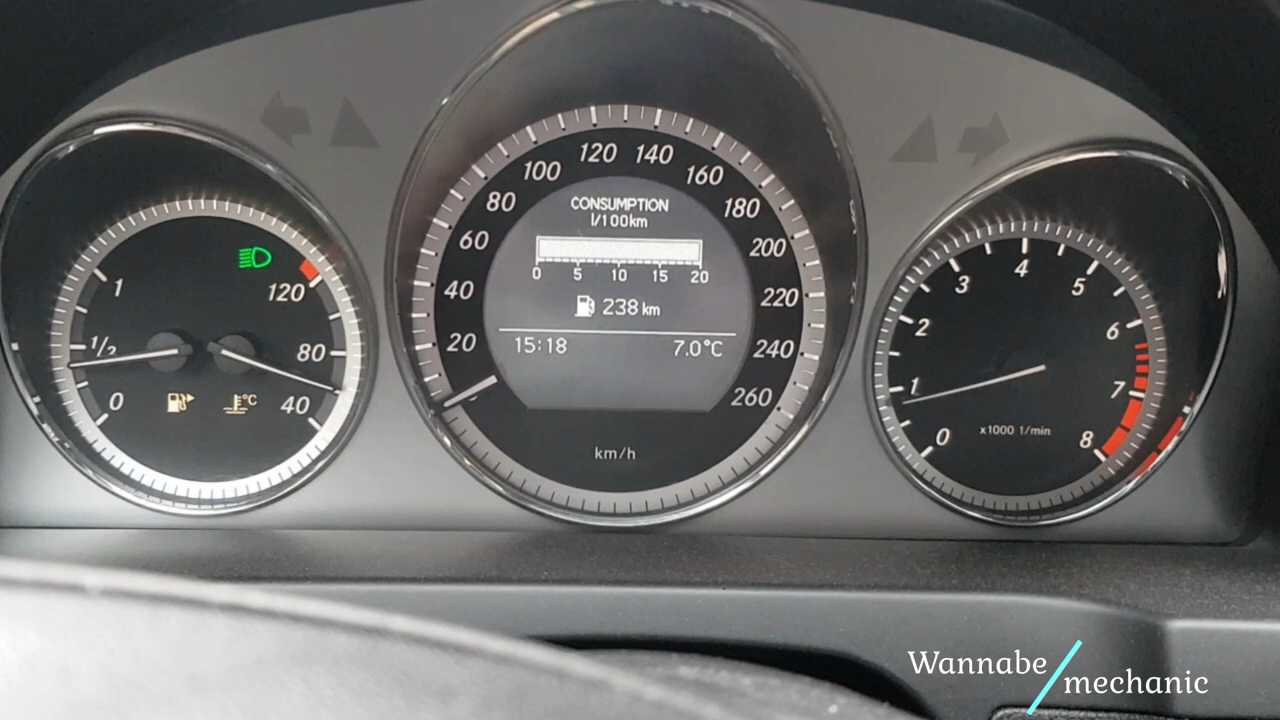 1
1/2
0
120
80
40
°C
20
40
60
80
100
120
140
160
180
200
220
240
260
CONSUMPTION
l/100km
0 5 10 15 20
238 km
15:18 7.0°C
km/h
0
1
2
3
4
5
6
7
8
x1000 1/min
Wannabe
mechanic